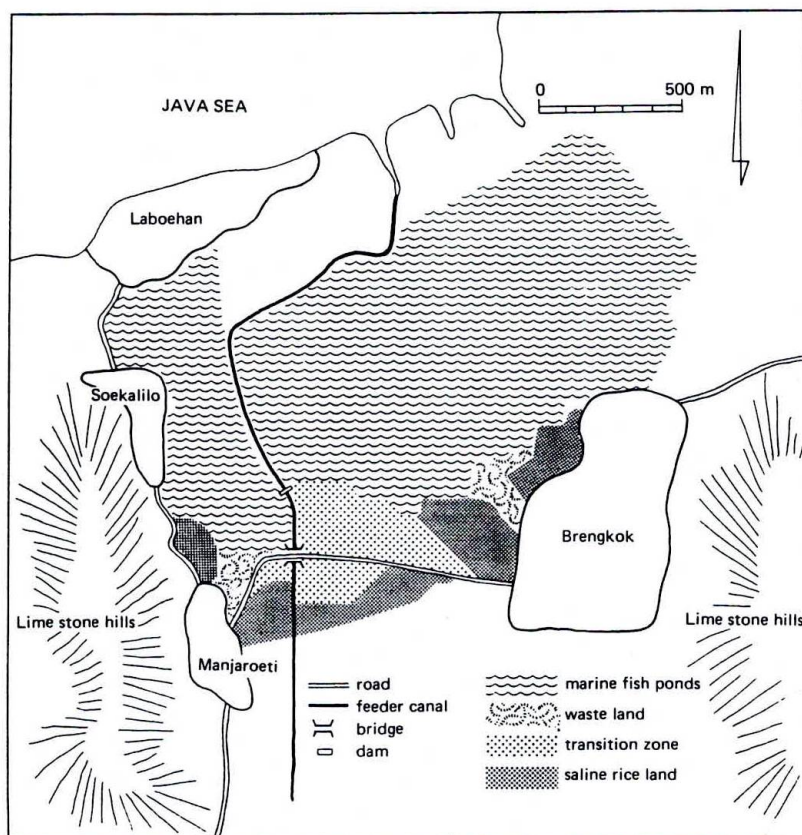 JAVA SEA
0 500 m
Laboehan
Soekalilo
Brengkok
Lime stone hills
Lime stone hills
Manjaroeti
road
feeder canal
bridge
dam
marine fish ponds
waste land
transition zone
saline rice land